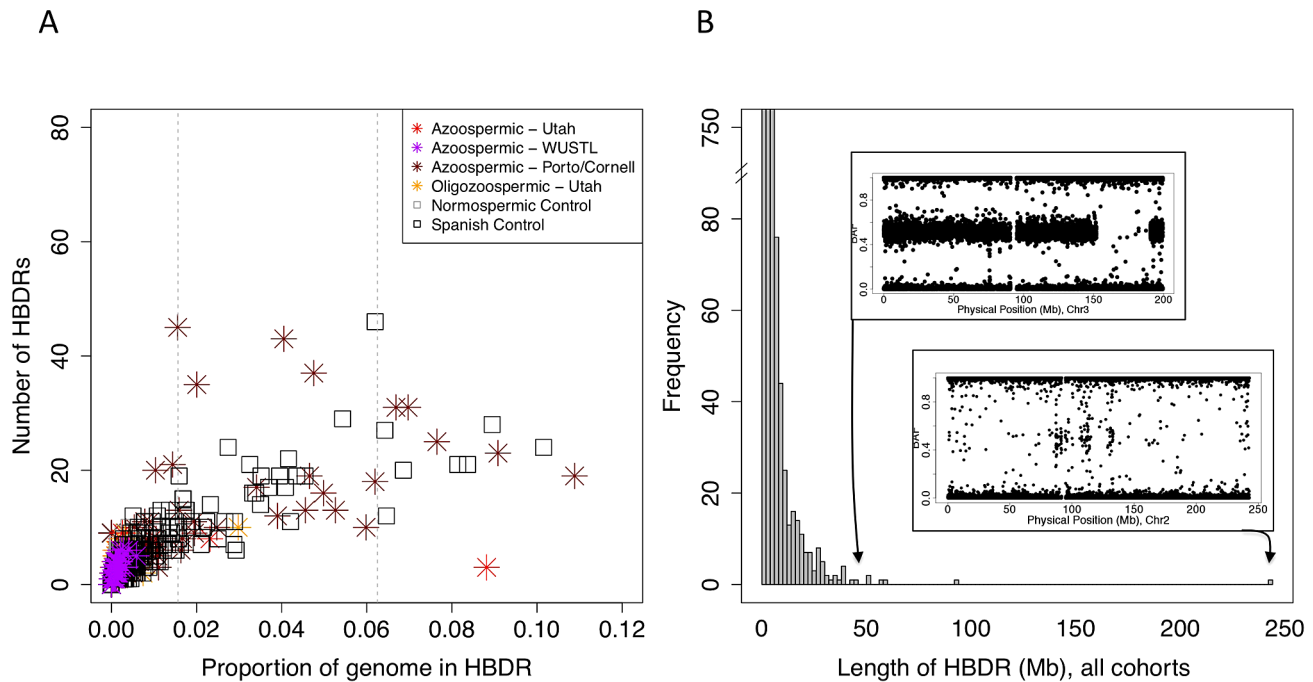 A
B
Number of HBDRs
80
60
40
20
0
Azoospermic – Utah
Azoospermic – WUSTL
Azoospermic – Porto/Cornell
Oligozoospermic – Utah
Normospermic Control
Spanish Control
0.00 0.02 0.04 0.06 0.08 0.10 0.12
Proportion of genome in HBDR
Frequency
750
80
60
40
20
0
BAF
0.8
0.4
0.0
0 50 100 150 200
Physical Position (Mb), Chr3
BAF
0.8
0.4
0.0
0 50 100 150 200 250
Physical Position (Mb), Chr2
0 50 100 150 200 250
Length of HBDR (Mb), all cohorts